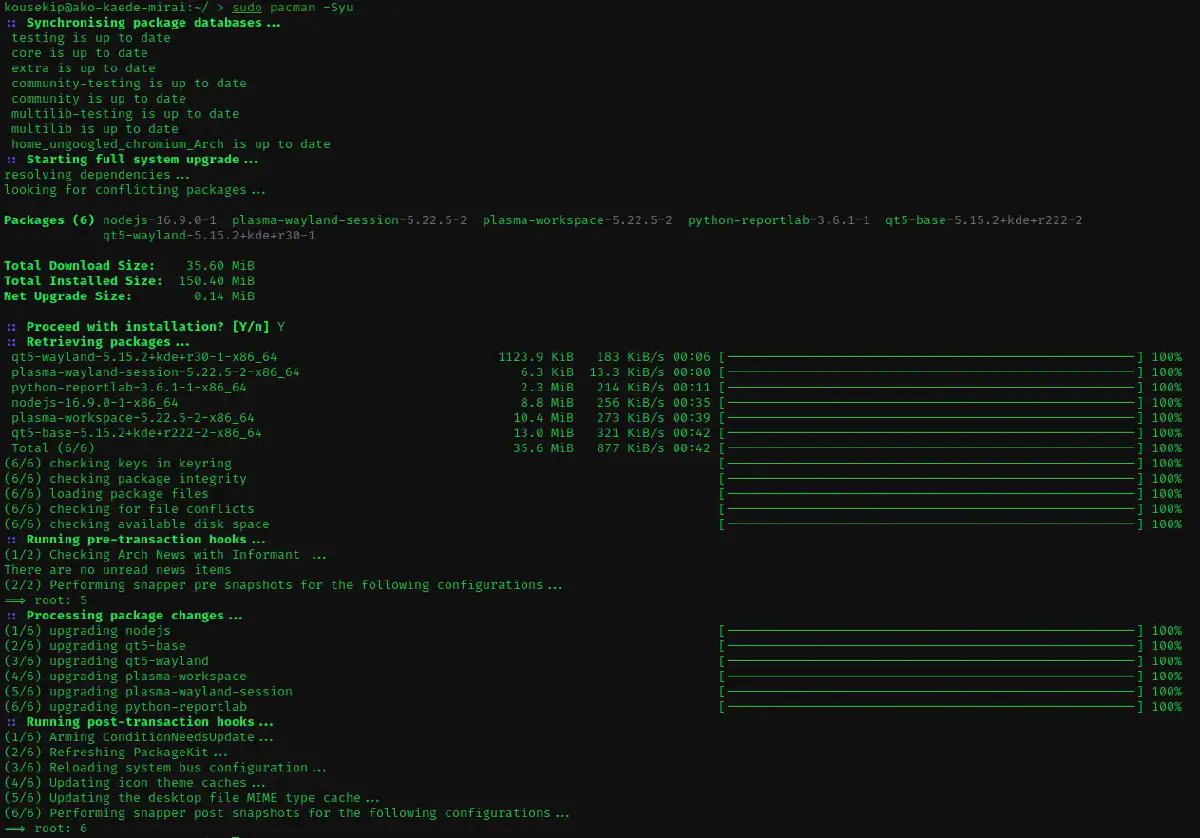 kousekip@ako-kaede-mirai:~/ > sudo pacman -Syu
:: Synchronising package databases...
testing is up to date
core is up to date
extra is up to date
community-testing is up to date
community is up to date
multilib-testing is up to date
multilib is up to date
home_ungoogled_chromium_Arch is up to date
:: Starting full system upgrade...
resolving dependencies...
looking for conflicting packages...
Packages (6) nodejs-16.9.0-1  plasma-wayland-session-5.22.5-2  plasma-workspace-5.22.5-2  python-reportlab-3.6.1-1  qt5-base-5.15.2+kde+r222-2
qt5-wayland-5.15.2+kde+r30-1
Total Download Size:    35.60 MiB
Total Installed Size:  150.40 MiB
Net Upgrade Size:        0.14 MiB
:: Proceed with installation? [Y/n] Y
:: Retrieving packages...
qt5-wayland-5.15.2+kde+r30-1-x86_64 1123.9 KiB 183 KiB/s 00:06 [----------] 100%
plasma-wayland-session-5.22.5-2-x86_64 6.3 KiB 13.3 KiB/s 00:00 [----------] 100%
python-reportlab-3.6.1-1-x86_64 2.3 MiB 214 KiB/s 00:11 [----------] 100%
nodejs-16.9.0-1-x86_64 8.8 MiB 256 KiB/s 00:35 [----------] 100%
plasma-workspace-5.22.5-2-x86_64 10.4 MiB 273 KiB/s 00:39 [----------] 100%
qt5-base-5.15.2+kde+r222-2-x86_64 13.0 MiB 321 KiB/s 00:42 [----------] 100%
Total (6/6) 35.6 MiB 877 KiB/s 00:42 [----------] 100%
(6/6) checking keys in keyring [----------] 100%
(6/6) checking package integrity [----------] 100%
(6/6) loading package files [----------] 100%
(6/6) checking for file conflicts [----------] 100%
(6/6) checking available disk space [----------] 100%
:: Running pre-transaction hooks...
(1/2) Checking Arch News with Informant ...
There are no unread news items
(2/2) Performing snapper pre snapshots for the following configurations...
==> root: 5
:: Processing package changes...
(1/6) upgrading nodejs [----------] 100%
(2/6) upgrading qt5-base [----------] 100%
(3/6) upgrading qt5-wayland [----------] 100%
(4/6) upgrading plasma-workspace [----------] 100%
(5/6) upgrading plasma-wayland-session [----------] 100%
(6/6) upgrading python-reportlab [----------] 100%
:: Running post-transaction hooks...
(1/6) Arming ConditionNeedsUpdate...
(2/6) Refreshing PackageKit...
(3/6) Reloading system bus configuration...
(4/6) Updating icon theme caches...
(5/6) Updating the desktop file MIME type cache...
(6/6) Performing snapper post snapshots for the following configurations...
==> root: 6